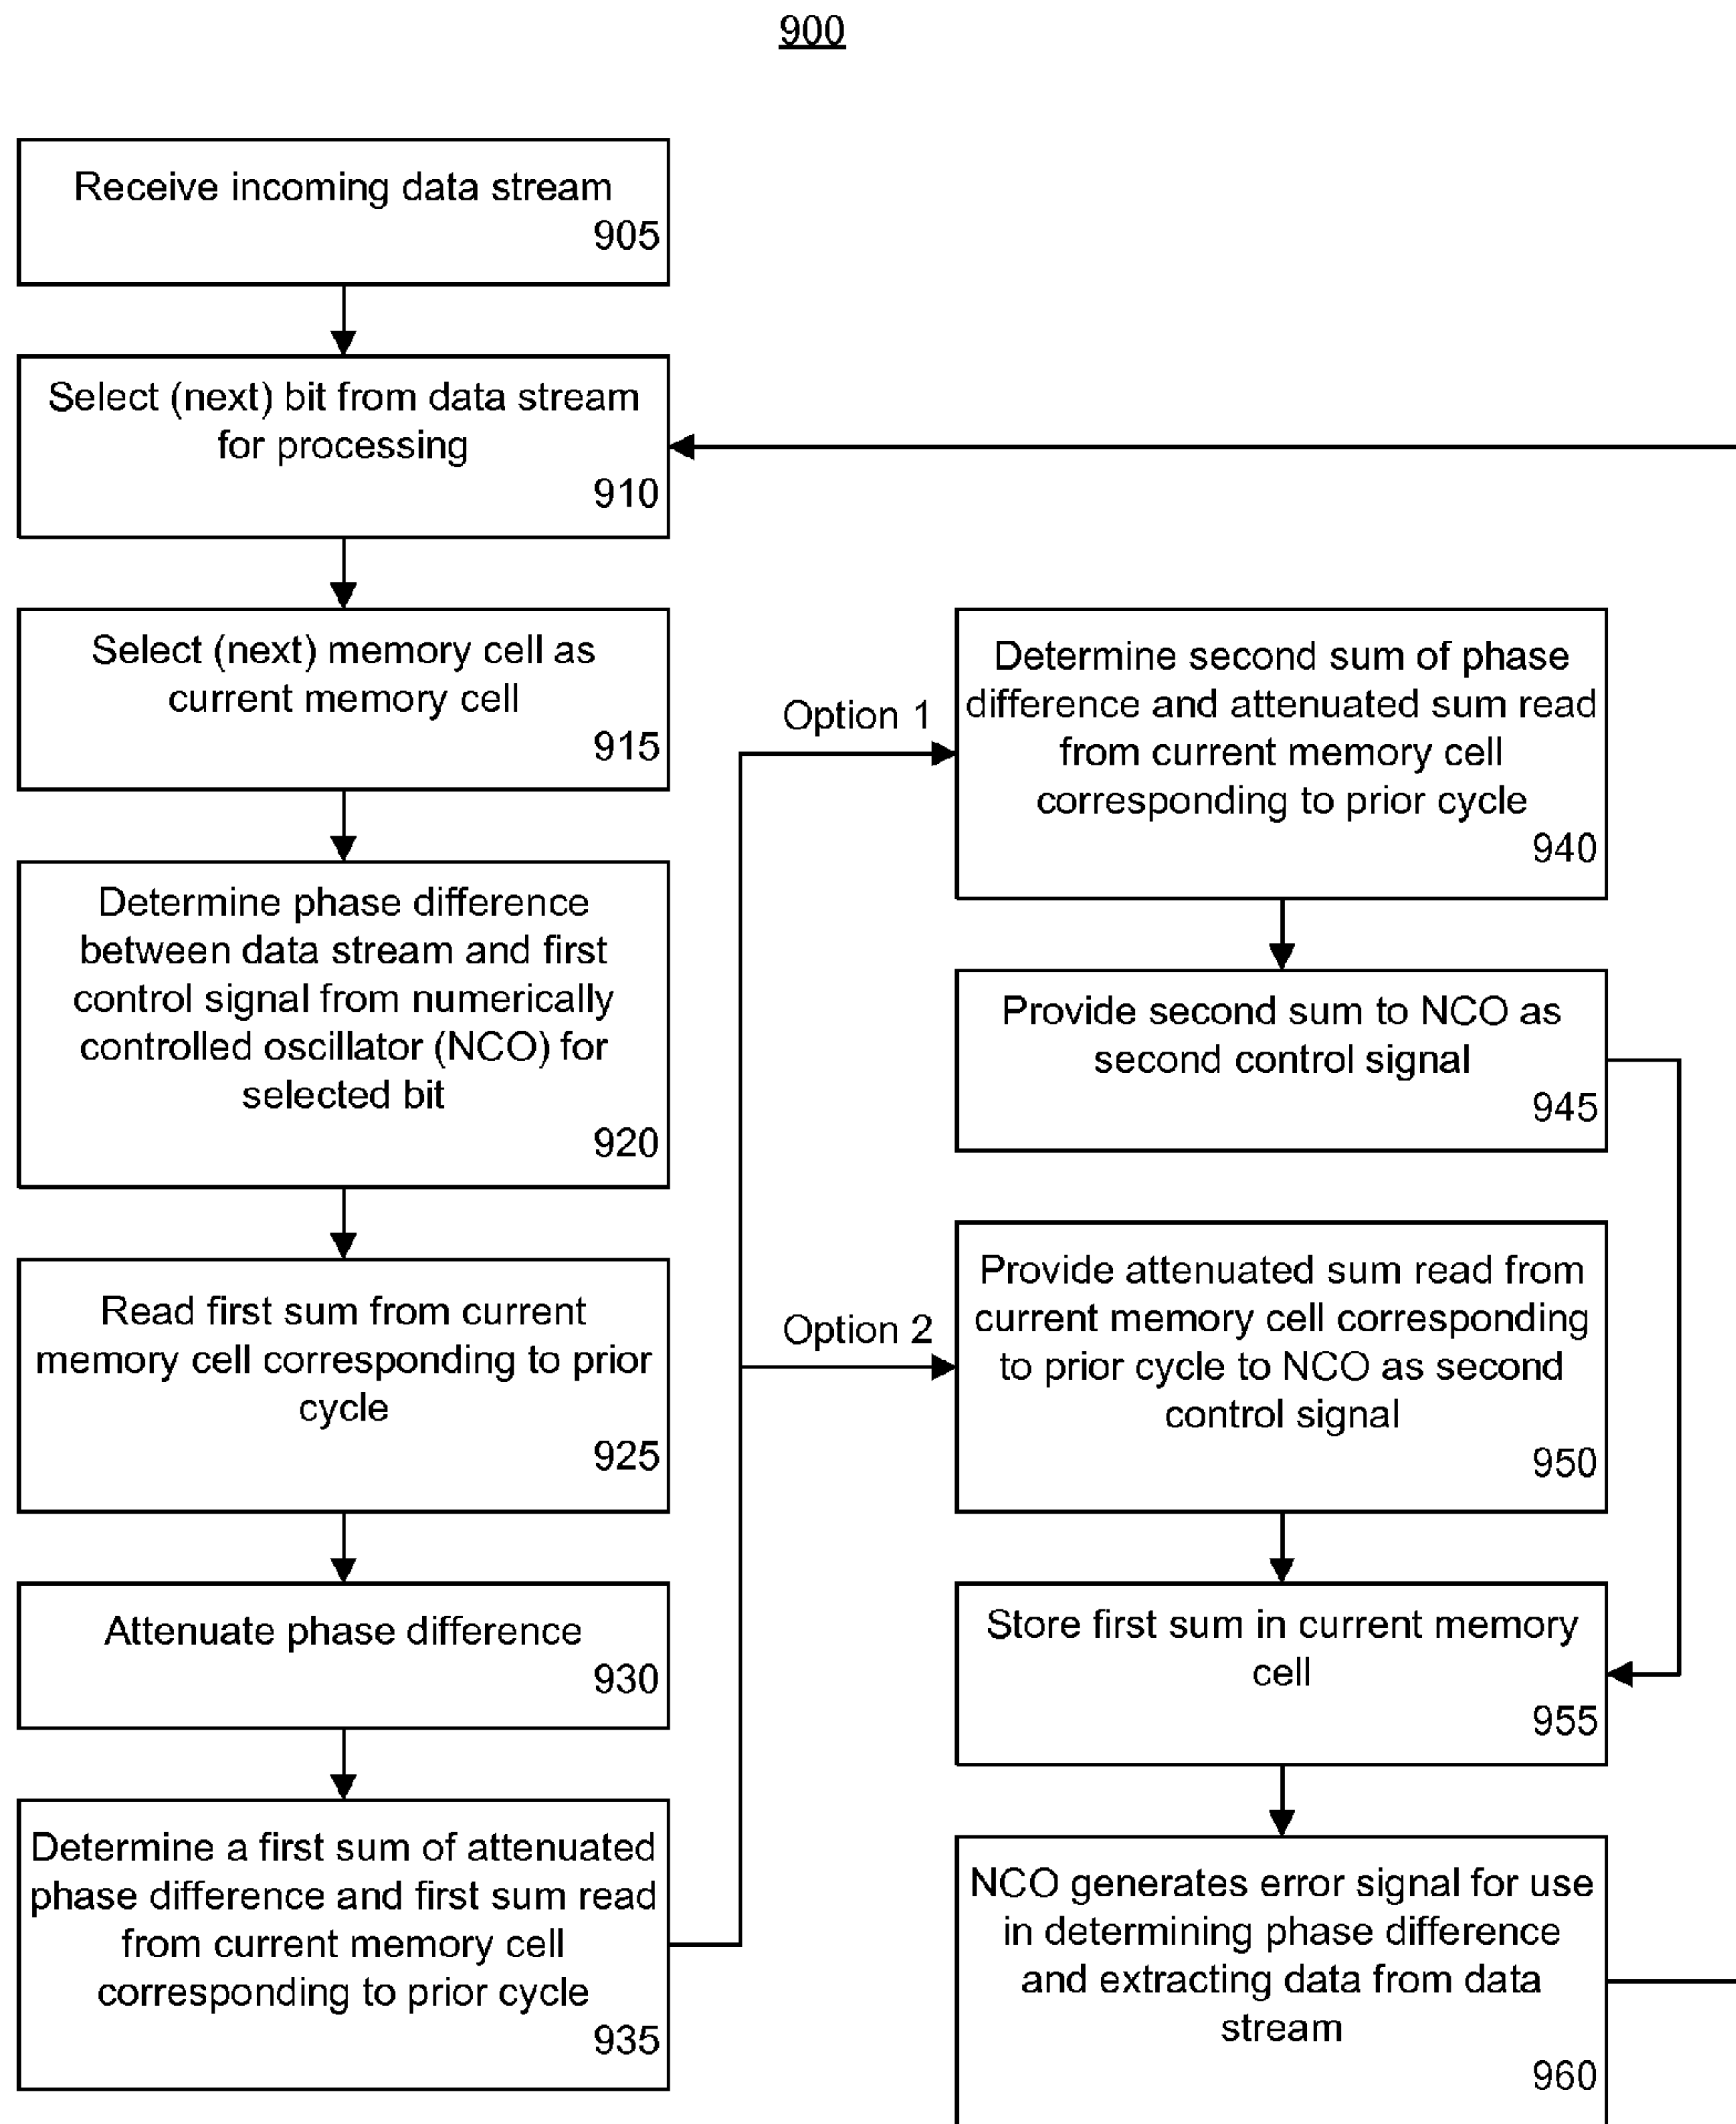 900
Receive incoming data stream
905
Select (next) bit from data stream
for processing
910
Select (next) memory cell as
current memory cell
915
Determine phase difference
between data stream and first
control signal from numerically
controlled oscillator (NCO) for
selected bit
920
Read first sum from current
memory cell corresponding to prior
cycle
925
Attenuate phase difference
930
Determine a first sum of attenuated
phase difference and first sum read
from current memory cell
corresponding to prior cycle
935
Option 1
Determine second sum of phase
difference and attenuated sum read
from current memory cell
corresponding to prior cycle
940
Provide second sum to NCO as
second control signal
945
Option 2
Provide attenuated sum read from
current memory cell corresponding
to prior cycle to NCO as second
control signal
950
Store first sum in current memory
cell
955
NCO generates error signal for use
in determining phase difference
and extracting data from data
stream
960